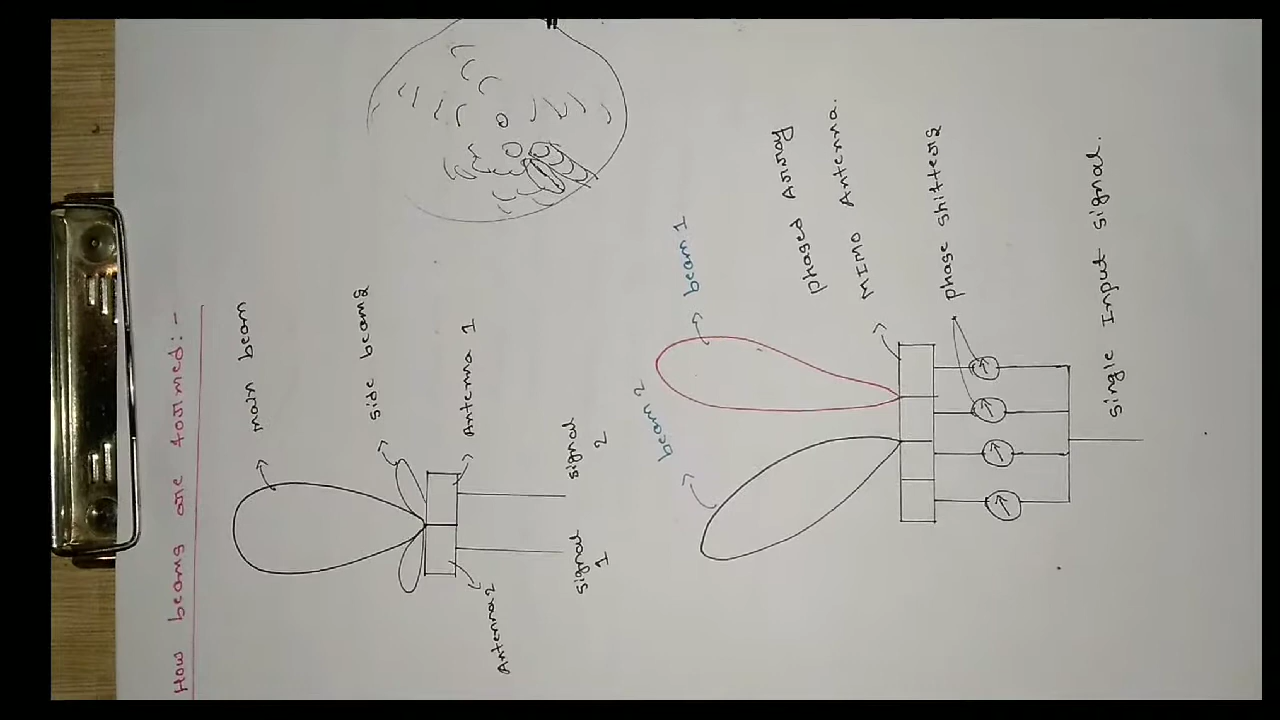 How beams are formed:-
main beam
side beams
Antenna 1
Antenna 2
signal
1
signal
2
beam 2
beam 1
phased Array
MIMO Antenna.
phase shifters
single Input signal.